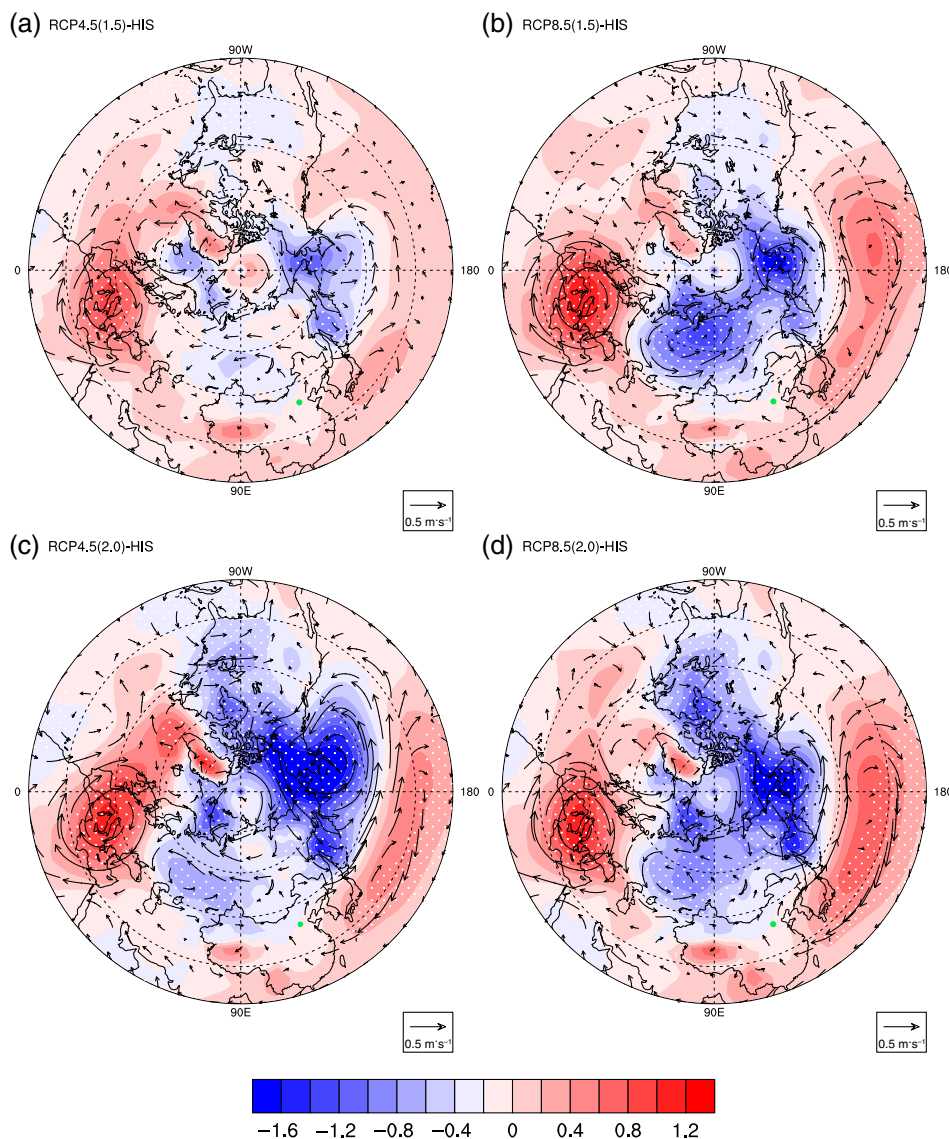 (a) RCP4.5(1.5)-HIS
(b) RCP8.5(1.5)-HIS
90W
90W
0
180
0
180
90E
90E
0.5 m·s⁻¹
0.5 m·s⁻¹
(c) RCP4.5(2.0)-HIS
(d) RCP8.5(2.0)-HIS
90W
90W
0
180
0
180
90E
90E
0.5 m·s⁻¹
0.5 m·s⁻¹
−1.6 −1.2 −0.8 −0.4 0 0.4 0.8 1.2